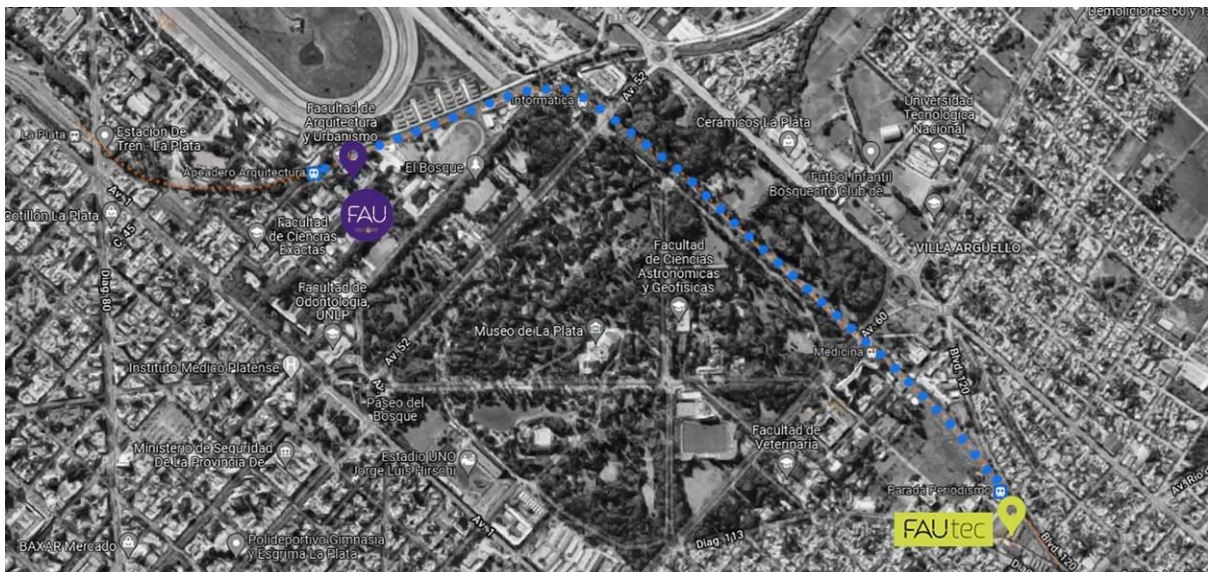 Demoliciones 60 y 1
Av. 52
Informática
Facultad de
Arquitectura
y Urbanismo
Universidad
Tecnológica
Nacional
Cerámicos La Plata
La Plata
Estación De
Tren - La Plata
Apeadero Arquitectura
El Bosque
Fútbol Infantil
Bosquecito Club de...
Av. 1
Cotillón La Plata
C. 45
FAU
Facultad
de Ciencias
Exactas
Facultad
de Ciencias
Astronómicas
y Geofísicas
VILLA ARGÜELLO
Diag. 80
Facultad de
Odontología,
UNLP
Museo de La Plata
Av. 60
Av. 52
Medicina
Blvd. 120
Instituto Médico Platense
Paseo del
Bosque
Facultad de
Veterinaria
Ministerio de Seguridad
De La Provincia De...
Estadio UNO
Jorge Luis Hirschi
Parada Periodismo
FAUtec
Av. 1
BAXAR Mercado
Polideportivo Gimnasia
y Esgrima La Plata
Diag. 113
Blvd. 120